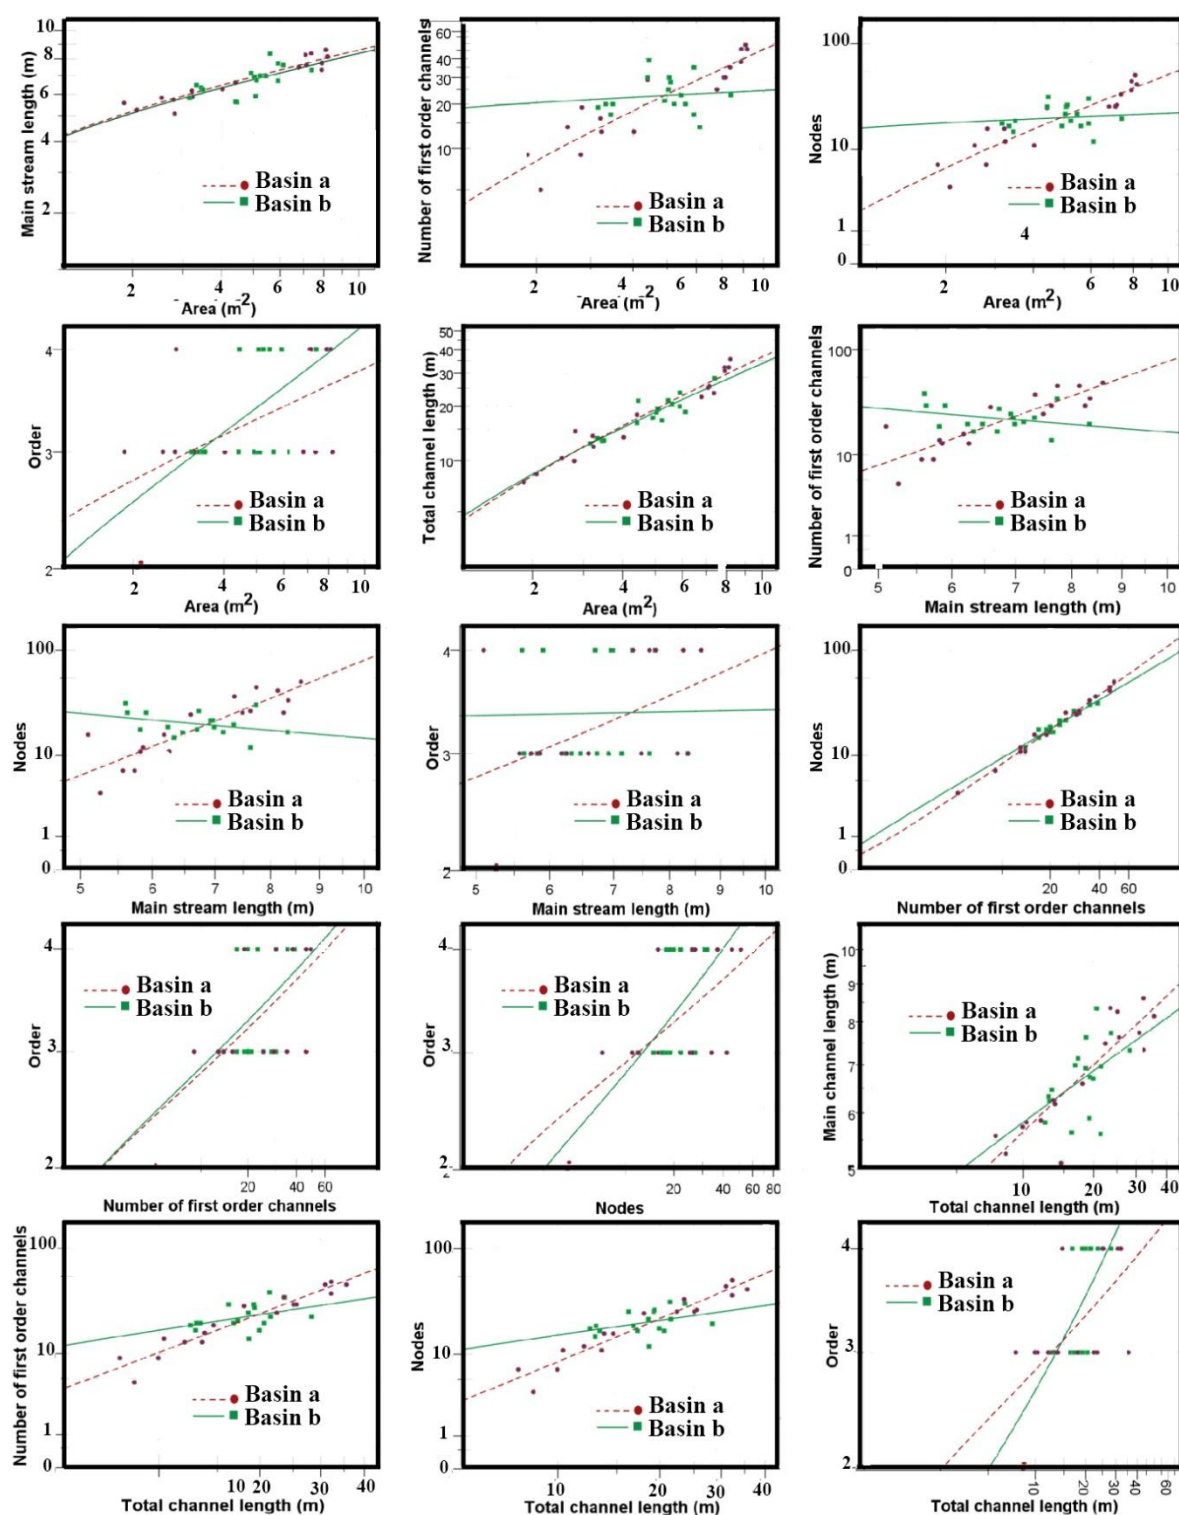 Main stream length (m)
10
8
6
4
2
Basin a
Basin b
2 4 6 8 10
Area (m-2)
Number of first order channels
60
40
30
20
10
Basin a
Basin b
2 4 6 8 10
Area (m-2)
Nodes
100
10
1
0
Basin a
Basin b
4
2 4 6 8 10
Area (m2)
Order
4
3
2
Basin a
Basin b
2 4 6 8 10
Area (m2)
Total channel length (m)
50
40
30
20
10
Basin a
Basin b
2 4 6 8 10
Area (m2)
Number of first order channels
100
10
1
0
Basin a
Basin b
5 6 7 8 9 10
Main stream length (m)
Nodes
100
10
1
0
Basin a
Basin b
5 6 7 8 9 10
Main stream length (m)
Order
4
3
2
Basin a
Basin b
5 6 7 8 9 10
Main stream length (m)
Nodes
100
10
1
0
Basin a
Basin b
20 40 60
Number of first order channels
Order
4
3
2
Basin a
Basin b
20 40 60
Number of first order channels
Order
4
3
2
Basin a
Basin b
20 40 60 80
Nodes
Main channel length (m)
10
9
8
7
6
5
Basin a
Basin b
10 20 30 40
Total channel length (m)
Number of first order channels
100
10
1
0
Basin a
Basin b
10 20 30 40
Total channel length (m)
Nodes
100
10
1
0
Basin a
Basin b
10 20 30 40
Total channel length (m)
Order
4
3
2
Basin a
Basin b
10 20 30 40 60
Total channel length (m)